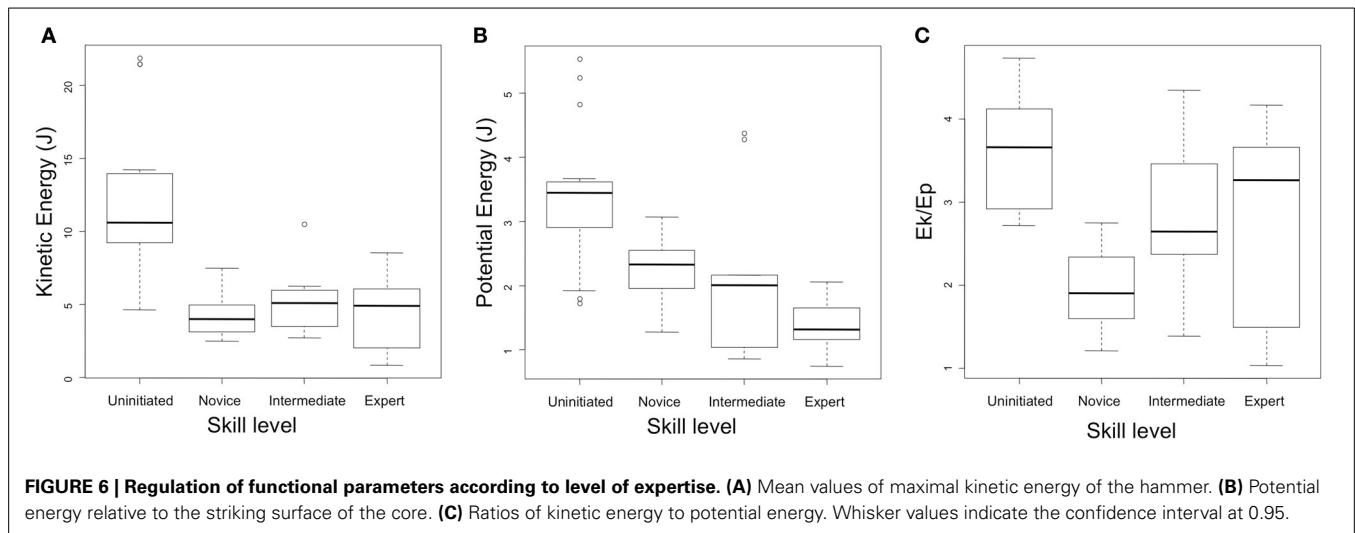 A
Kinetic Energy (J)
20
15
10
5
0
Uninitiated Novice Intermediate Expert
Skill level
B
Potential Energy (J)
5
4
3
2
1
Uninitiated Novice Intermediate Expert
Skill level
C
Ek/Ep
4
3
2
1
Uninitiated Novice Intermediate Expert
Skill level
FIGURE 6 | Regulation of functional parameters according to level of expertise. (A) Mean values of maximal kinetic energy of the hammer. (B) Potential
energy relative to the striking surface of the core. (C) Ratios of kinetic energy to potential energy. Whisker values indicate the confidence interval at 0.95.